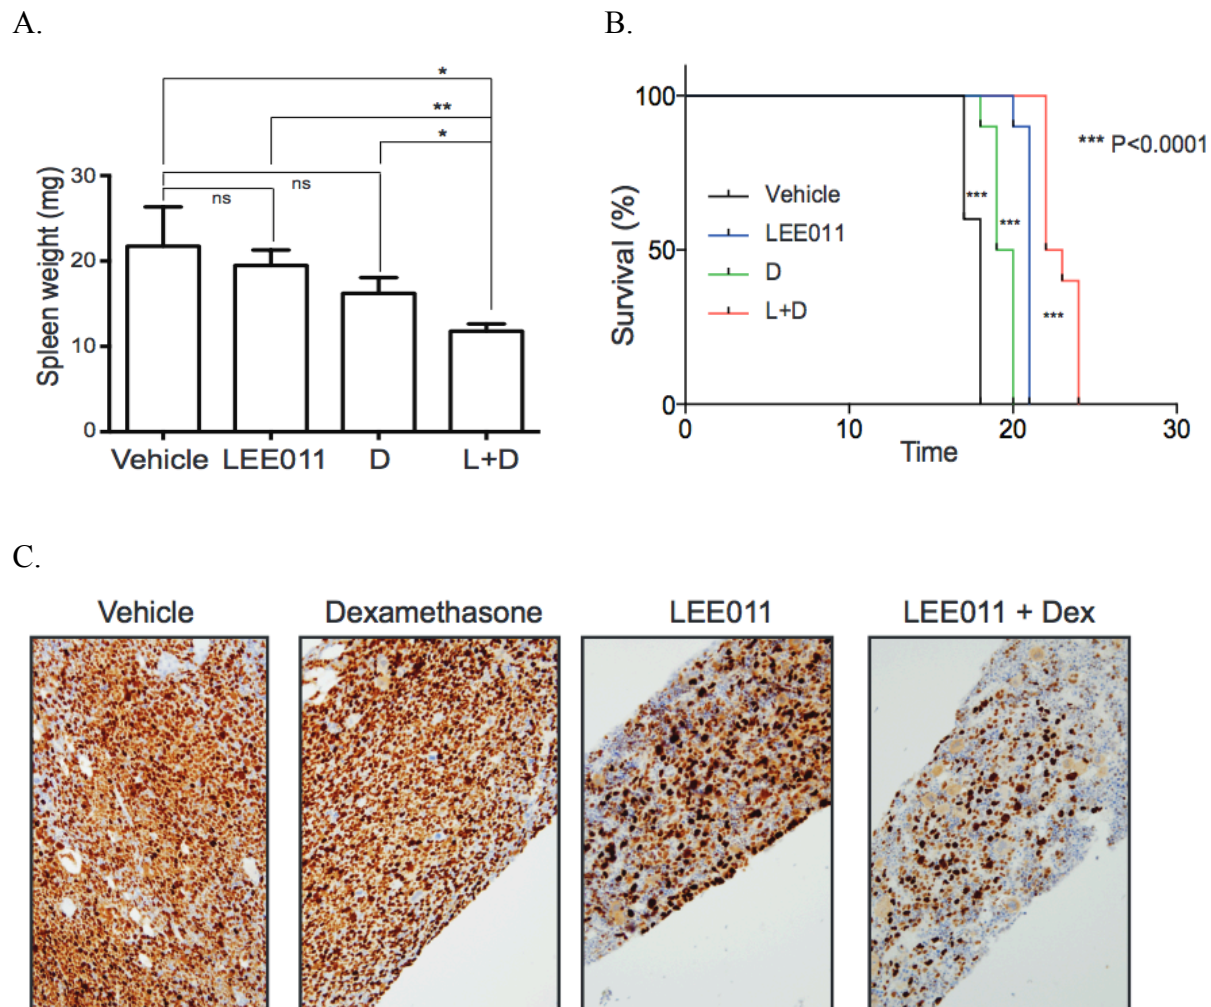 A.
*
**
*
ns
ns
Spleen weight (mg)
30
20
10
0
Vehicle LEE011 D L+D
B.
100
50
0
Survival (%)
*** P<0.0001
Vehicle
LEE011
D
L+D
***
***
***
0 10 20 30
Time
C.
Vehicle Dexamethasone LEE011 LEE011 + Dex